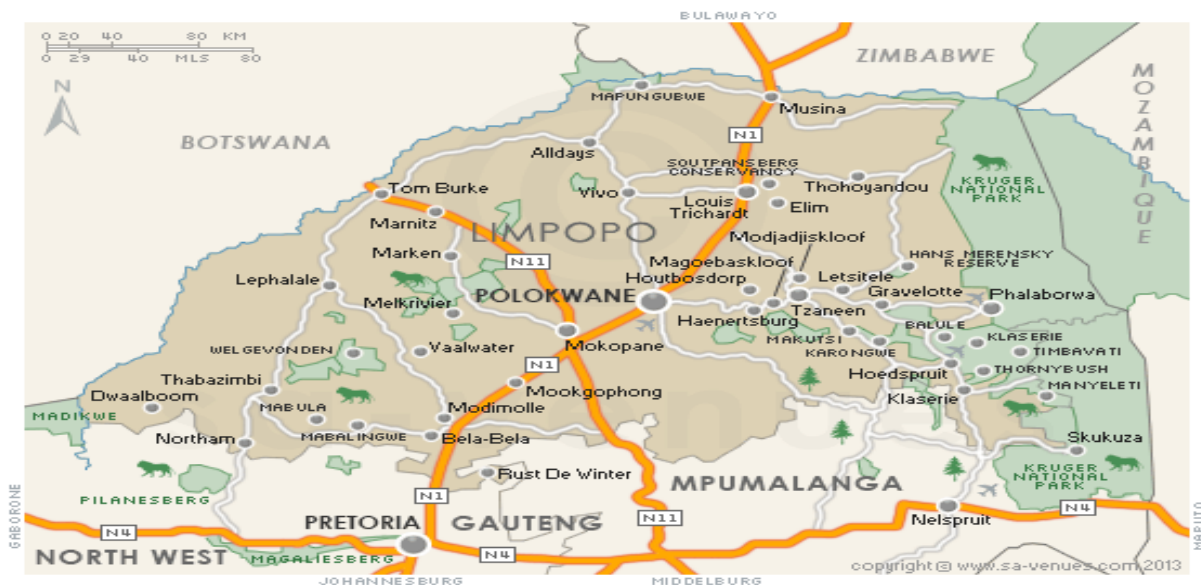 BULAWAYO
0 20 40 80 KM
0 29 40 MLS 80
ZIMBABWE
N
MOZAMBIQUE
MAPUNGUBWE
Musina
BOTSWANA
N1
Alldays
SOUTPANSBERG
CONSERVANCY
KRUGER
NATIONAL
PARK
Tom Burke
Vivo
Thohoyandou
Louis
Trichardt
Elim
Marnitz
LIMPOPO
Modjadjiskloof
Marken
N11
Magoebaskloof
HANS MERENSKY
RESERVE
Lephalale
Houtbosdorp
Letsitele
Melkrivier
POLOKWANE
Gravelotte
Phalaborwa
Haenertsburg
Tzaneen
BALULE
KLASERIE
MAKUTSI
WELGEVONDEN
Vaalwater
Mokopane
KARONGWE
TIMBAVATI
N1
Hoedspruit
THORNYBUSH
Thabazimbi
Mookgophong
MANYELETI
Dwaalboom
Klaserie
MADIKWE
MABULA
Modimolle
Northam
MABALINGWE
Bela-Bela
Skukuza
Rust De Winter
KRUGER
NATIONAL
PARK
PILANESBERG
MPUMALANGA
GABORONE
N1
N11
N4
MAPUTO
PRETORIA
GAUTENG
Nelspruit
N4
NORTH WEST
MAGALIESBERG
N4
copyright@ www.sa-venues.com 2013
JOHANNESBURG
MIDDELBURG